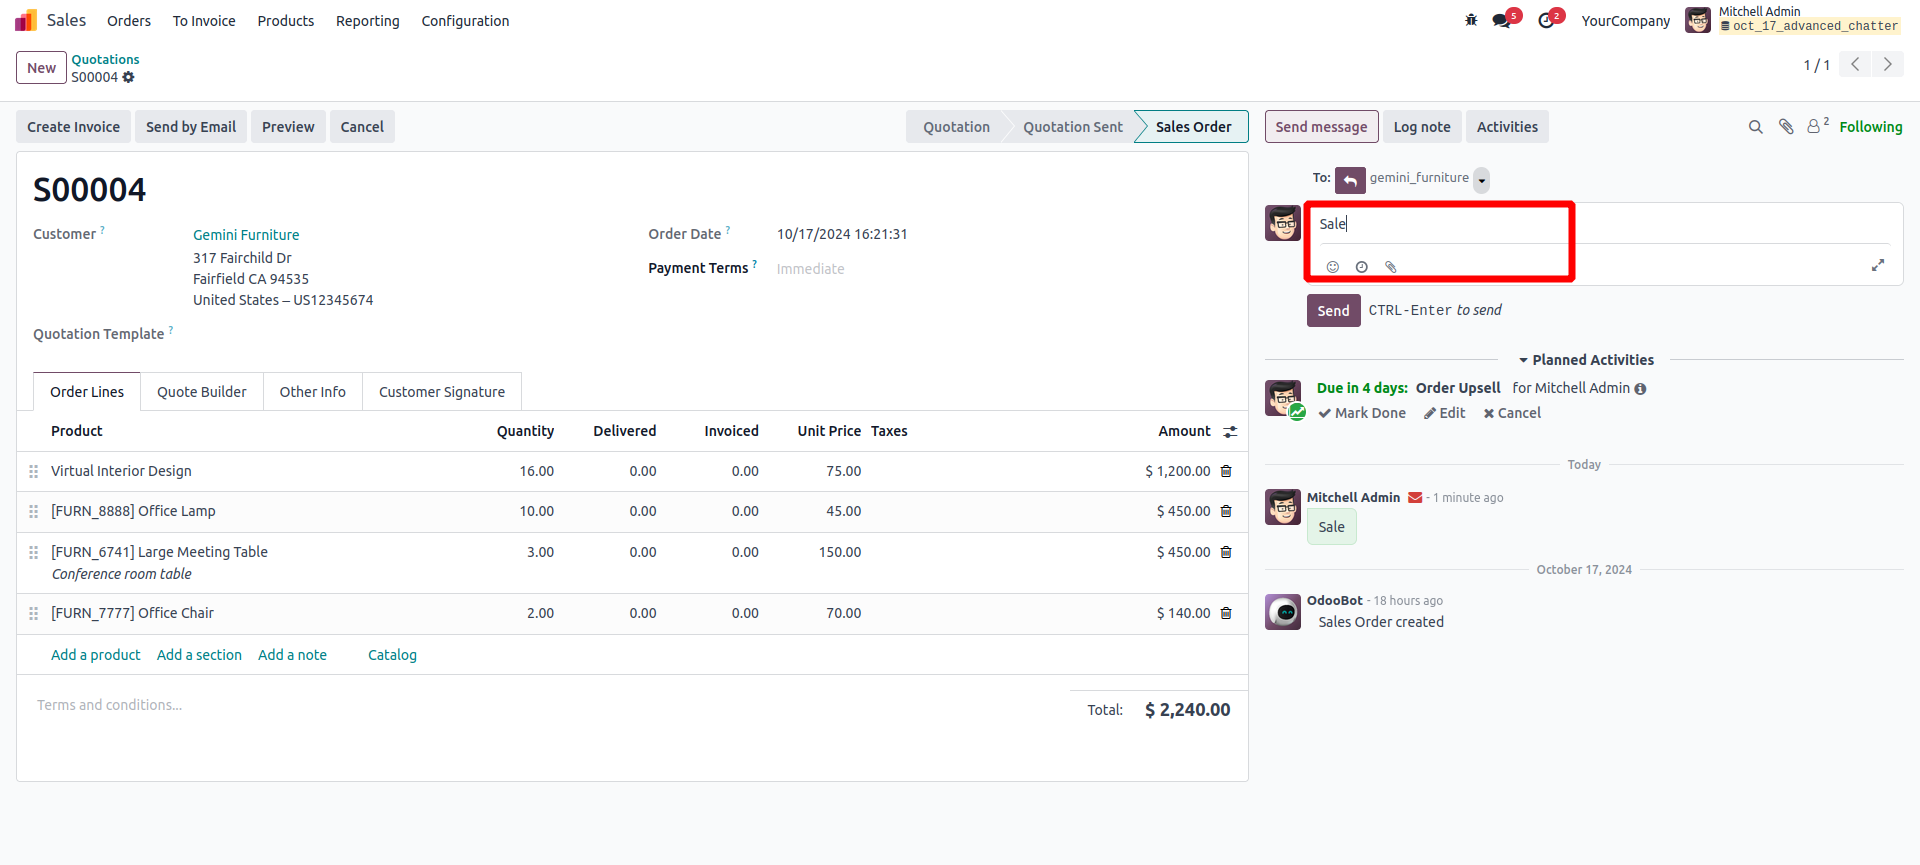 Sales Orders To Invoice Products Reporting Configuration 5 2 YourCompany Mitchell Admin
oct_17_advanced_chatter
New Quotations
S00004
1 / 1
Create Invoice Send by Email Preview Cancel Quotation Quotation Sent Sales Order
Send message Log note Activities 2 Following
S00004
Customer ? Gemini Furniture
317 Fairchild Dr
Fairfield CA 94535
United States – US12345674
Order Date ? 10/17/2024 16:21:31
Payment Terms ? Immediate
Quotation Template ?
Order Lines Quote Builder Other Info Customer Signature
Product Quantity Delivered Invoiced Unit Price Taxes Amount
Virtual Interior Design 16.00 0.00 0.00 75.00 $ 1,200.00
[FURN_8888] Office Lamp 10.00 0.00 0.00 45.00 $ 450.00
[FURN_6741] Large Meeting Table 3.00 0.00 0.00 150.00 $ 450.00
Conference room table
[FURN_7777] Office Chair 2.00 0.00 0.00 70.00 $ 140.00
Add a product Add a section Add a note Catalog
Terms and conditions...
Total: $ 2,240.00
To: gemini_furniture
Sale
Send CTRL-Enter to send
Planned Activities
Due in 4 days: Order Upsell for Mitchell Admin
Mark Done Edit Cancel
Today
Mitchell Admin - 1 minute ago
Sale
October 17, 2024
OdooBot - 18 hours ago
Sales Order created